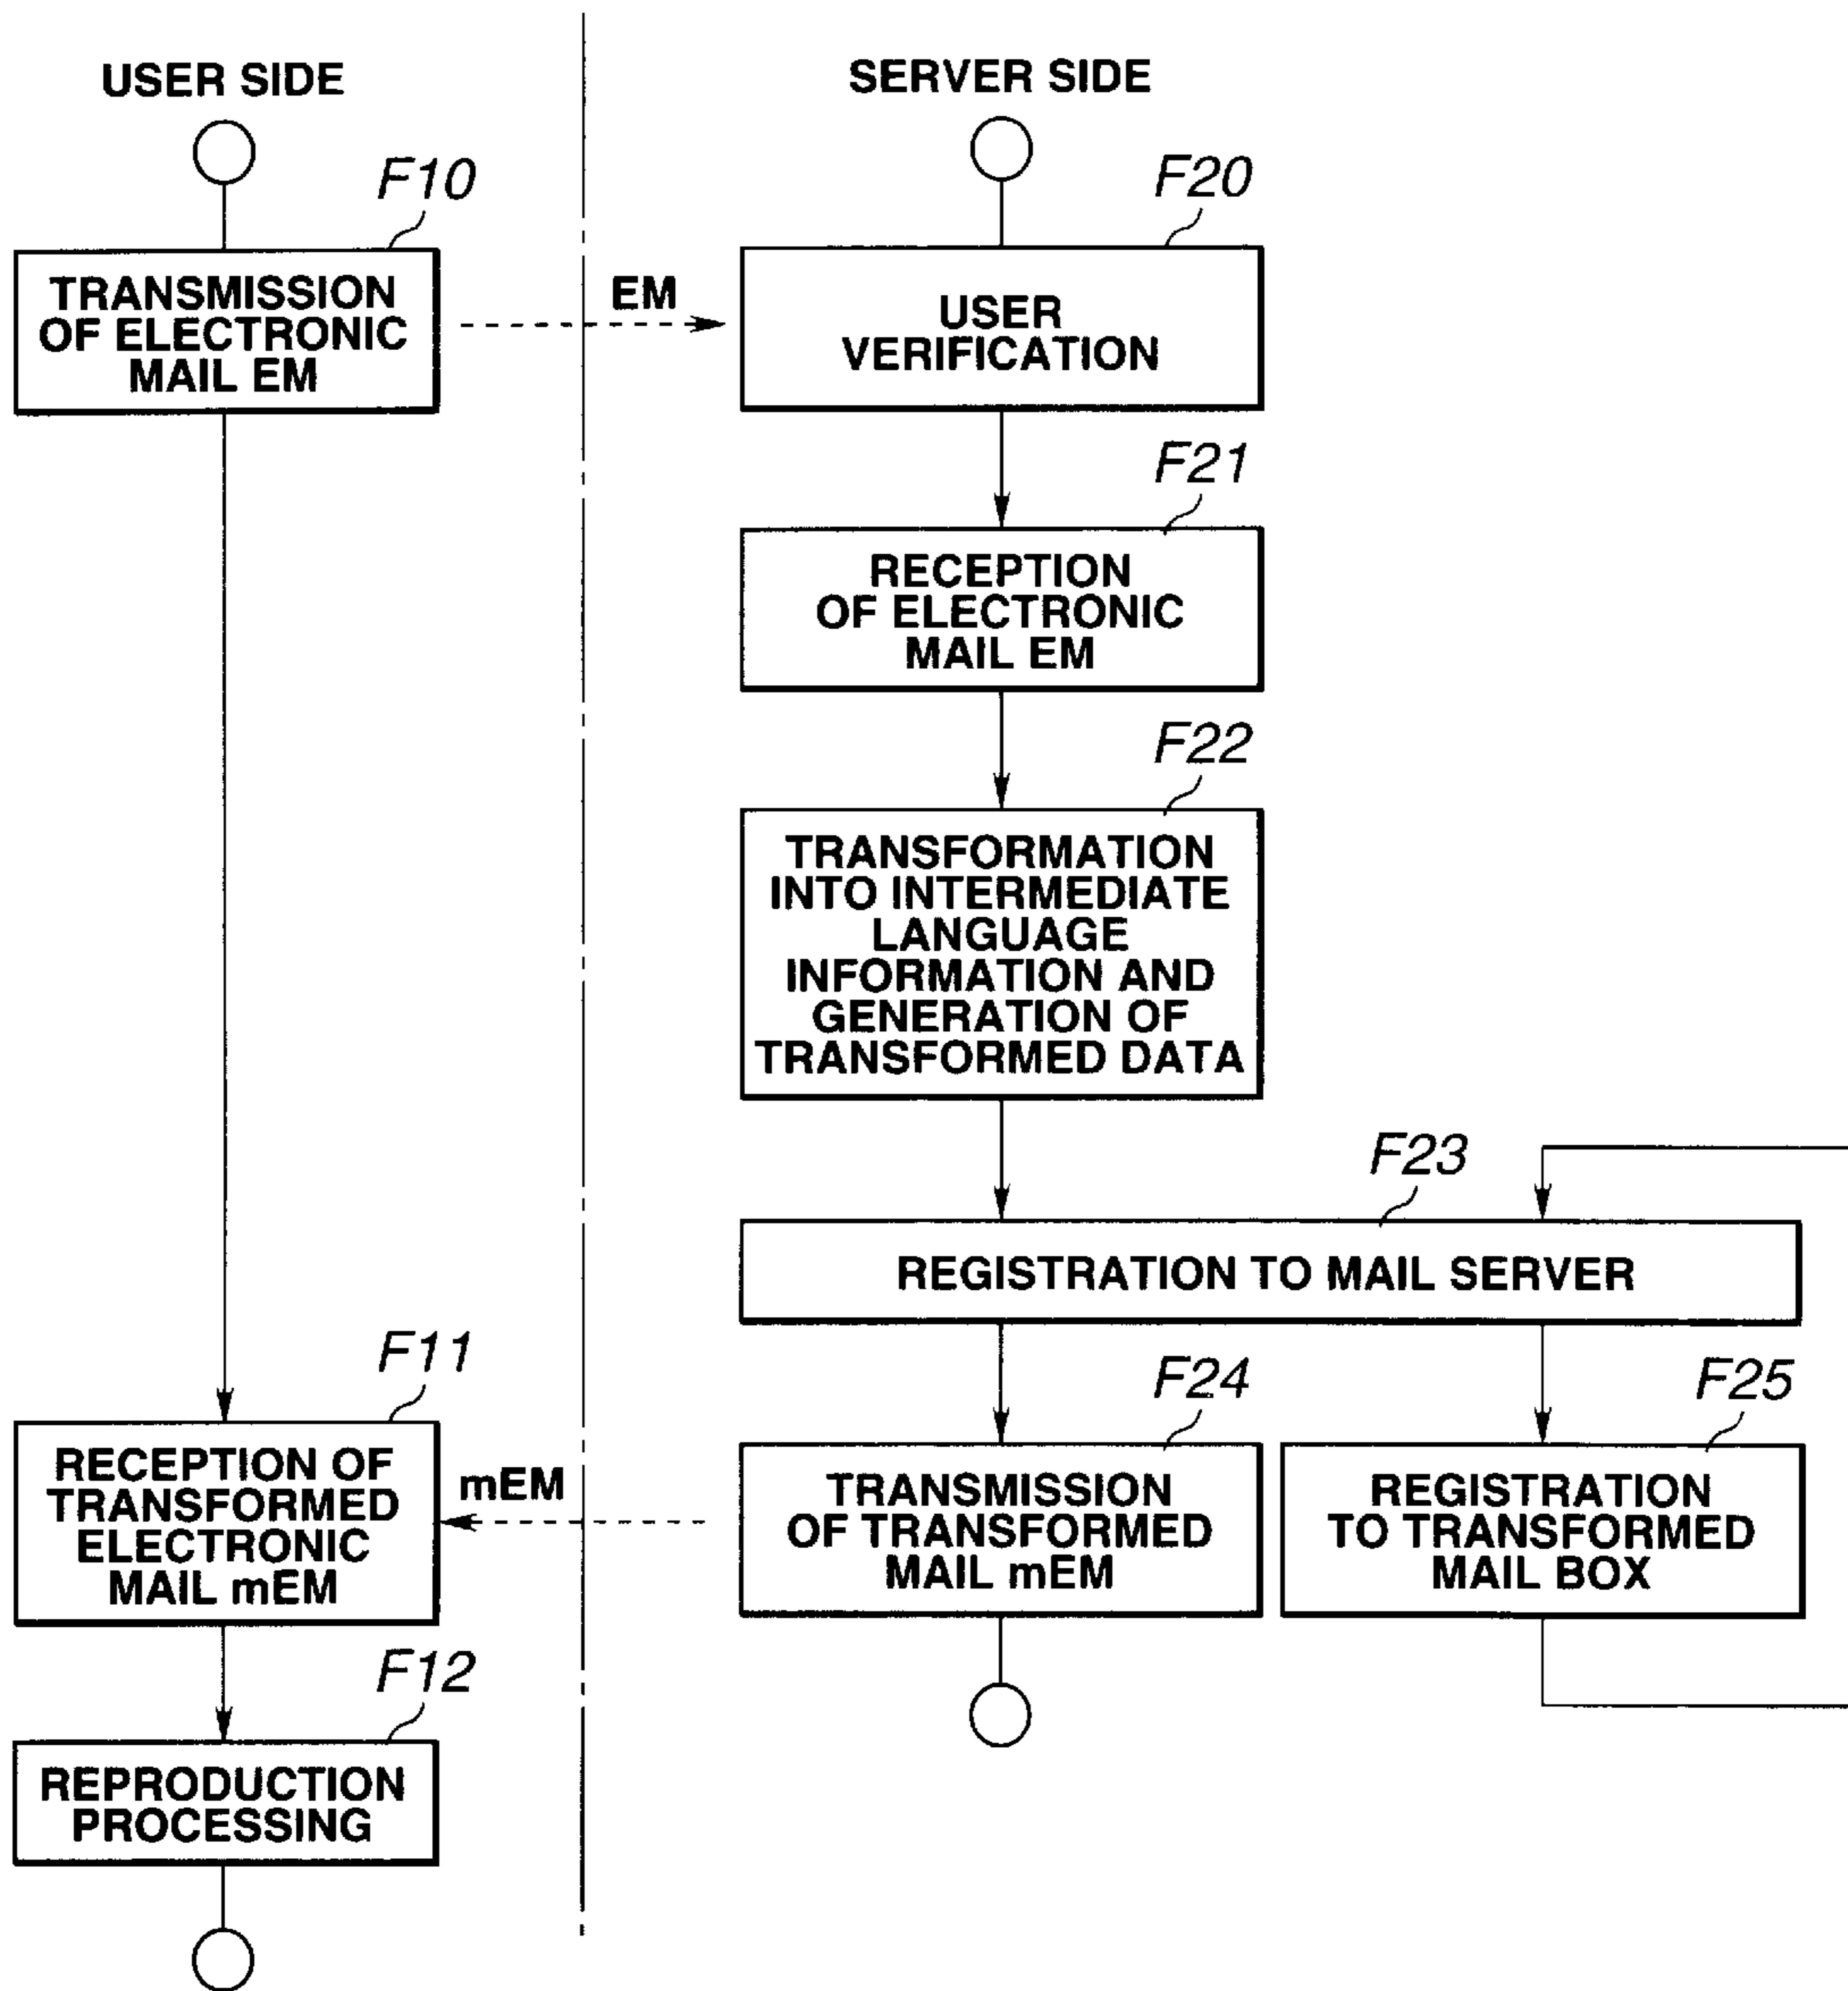 USER SIDE
F10
TRANSMISSION
OF ELECTRONIC
MAIL EM
EM
SERVER SIDE
F20
USER
VERIFICATION
F21
RECEPTION
OF ELECTRONIC
MAIL EM
F22
TRANSFORMATION
INTO INTERMEDIATE
LANGUAGE
INFORMATION AND
GENERATION OF
TRANSFORMED DATA
F23
REGISTRATION TO MAIL SERVER
F11
RECEPTION OF
TRANSFORMED
ELECTRONIC
MAIL mEM
mEM
F24
TRANSMISSION
OF TRANSFORMED
MAIL mEM
F25
REGISTRATION
TO TRANSFORMED
MAIL BOX
F12
REPRODUCTION
PROCESSING